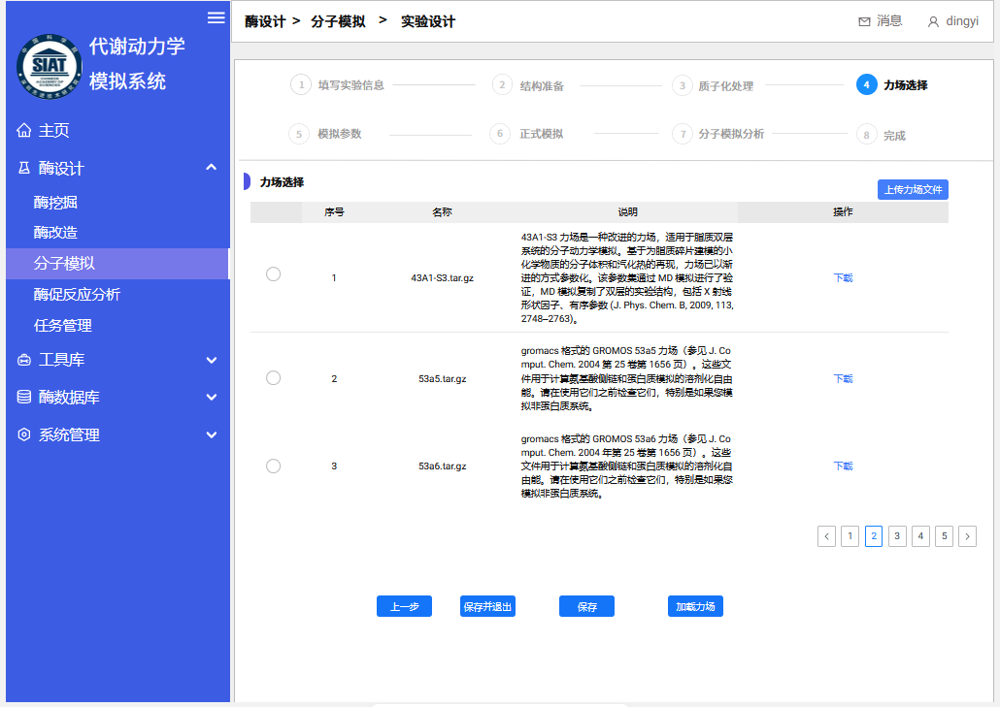 酶设计 > 分子模拟 > 实验设计
消息
dingyi
SIAT
代谢动力学
模拟系统
主页
酶设计
酶挖掘
酶改造
分子模拟
酶促反应分析
任务管理
工具库
酶数据库
系统管理
1 填写实验信息
2 结构准备
3 质子化处理
4 力场选择
5 模拟参数
6 正式模拟
7 分子模拟分析
8 完成
力场选择
上传力场文件
序号 名称 说明 操作
43A1-S3 力场是一种改进的力场，适用于脂质双层
系统的分子动力学模拟。基于为脂质碎片建模的小
化学物质的分子体积和汽化热的再现，力场已以渐
进的方式参数化。该参数集通过 MD 模拟进行了验
证，MD 模拟复制了双层的实验结构，包括 X 射线
形状因子、有序参数 (J. Phys. Chem. B, 2009, 113,
2748–2763)。
1 43A1-S3.tar.gz 下载
gromacs 格式的 GROMOS 53a5 力场（参见 J. Co
mput. Chem. 2004 第 25 卷第 1656 页）。这些文
件用于计算氨基酸侧链和蛋白质模拟的溶剂化自由
能。请在使用它们之前检查它们，特别是如果您模
拟非蛋白质系统。
2 53a5.tar.gz 下载
gromacs 格式的 GROMOS 53a6 力场（参见 J. Co
mput. Chem. 2004 年第 25 卷第 1656 页）。这些
文件用于计算氨基酸侧链和蛋白质模拟的溶剂化自
由能。请在使用它们之前检查它们，特别是如果您
模拟非蛋白质系统。
3 53a6.tar.gz 下载
< 1 2 3 4 5 >
上一步
保存并退出
保存
加载力场